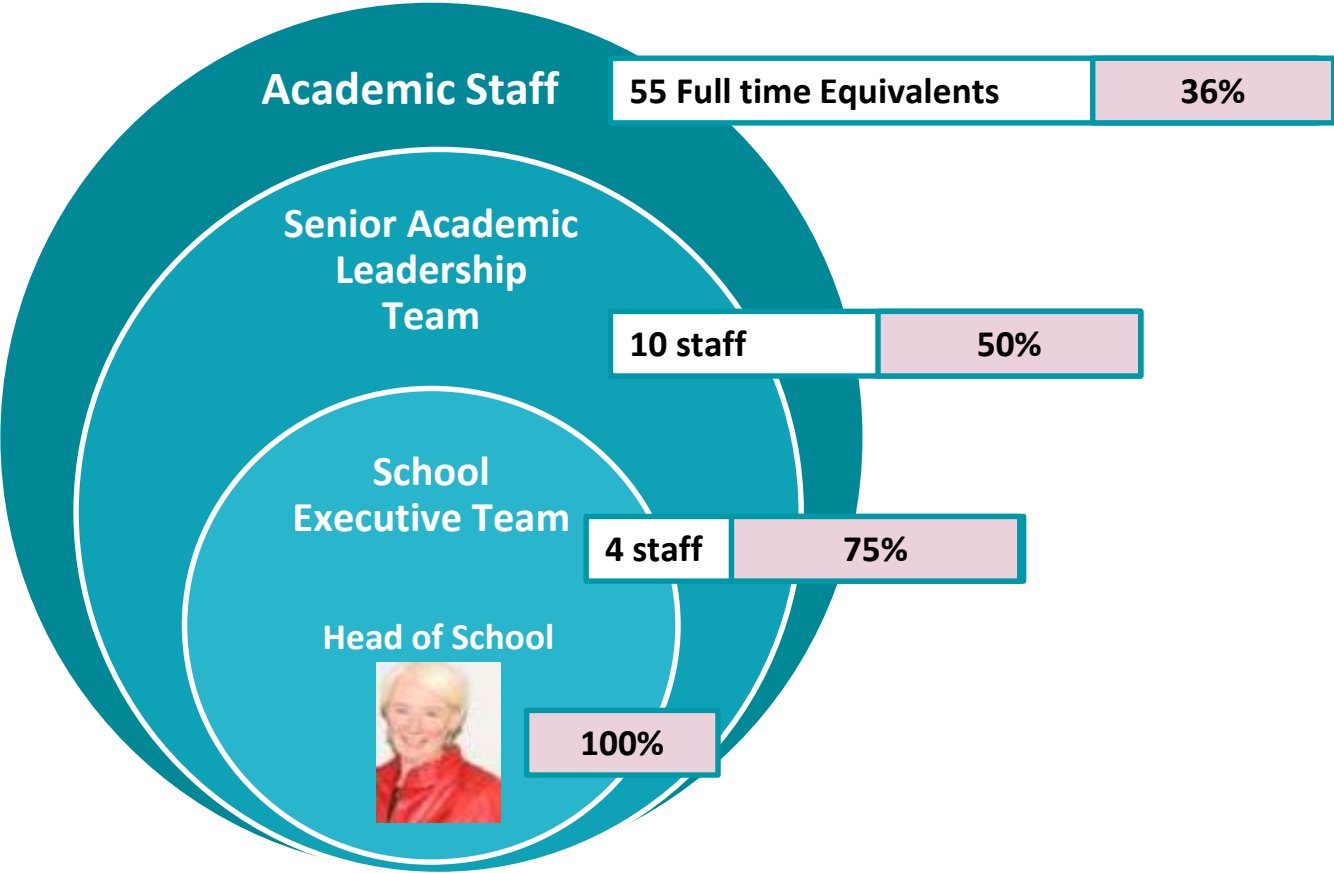 Academic Staff
55 Full time Equivalents
36%
Senior Academic
Leadership
Team
10 staff
50%
School
Executive Team
4 staff
75%
Head of School
100%